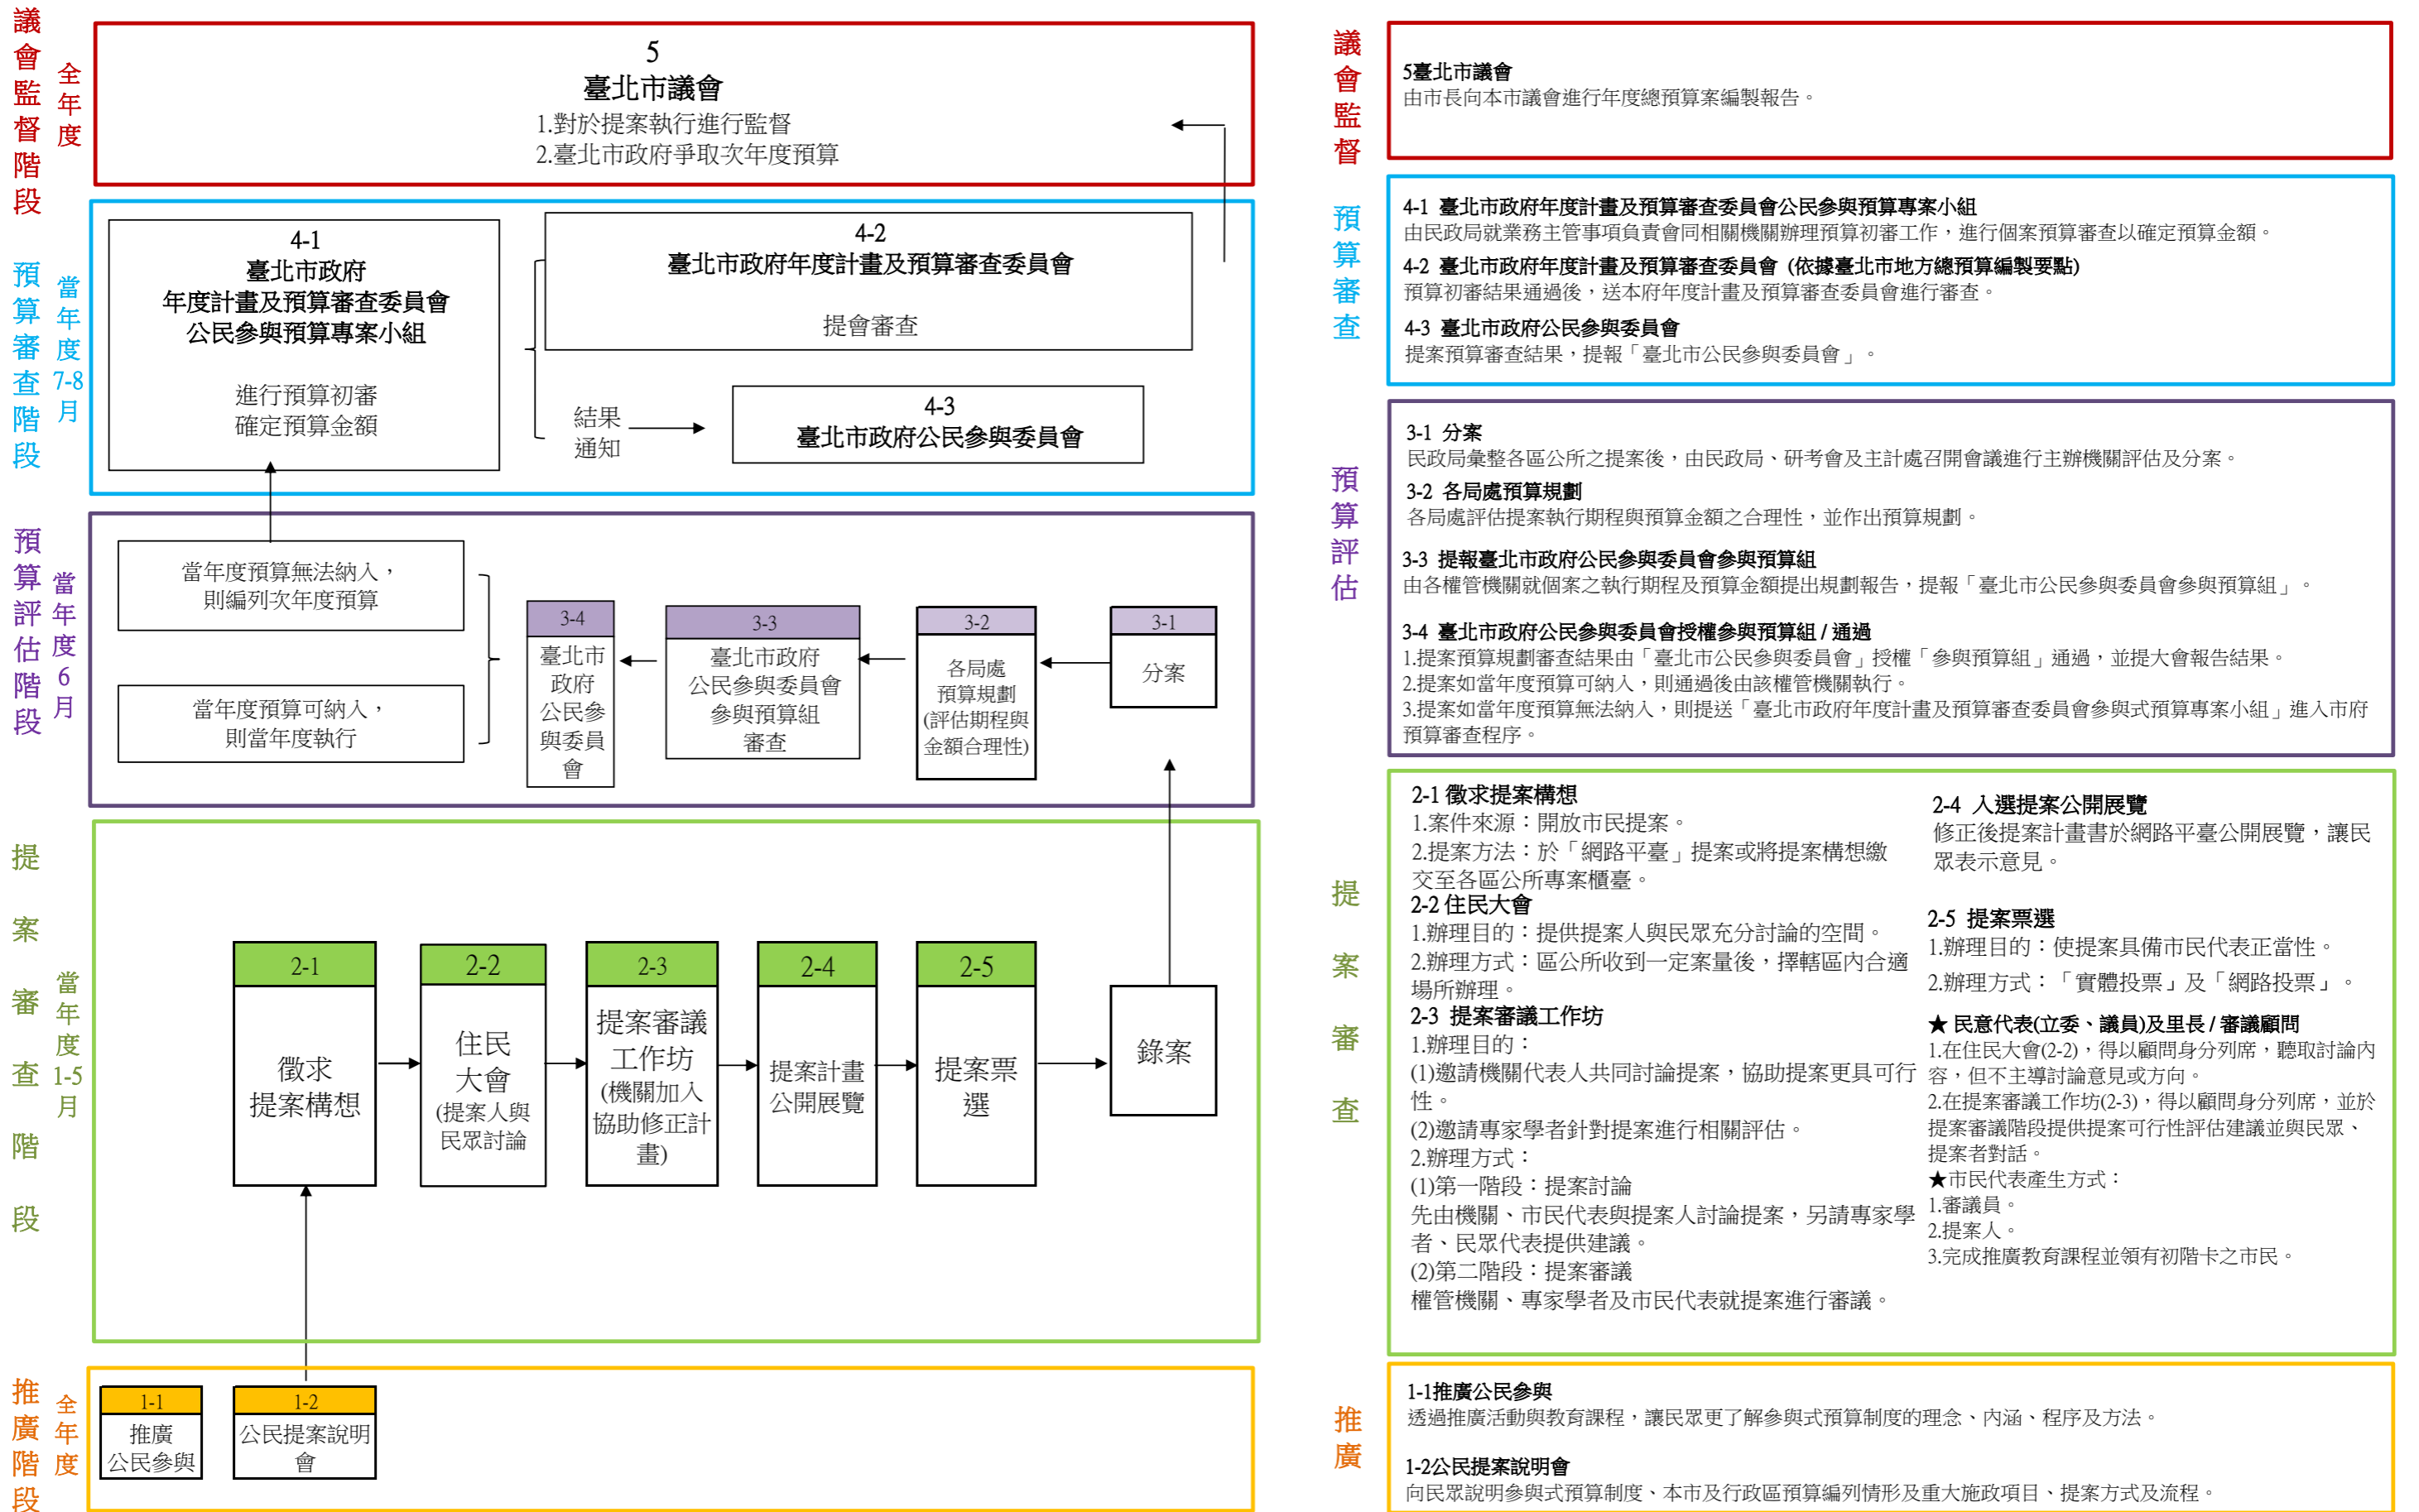 議會監督階段
全年度
5
臺北市議會
1.對於提案執行進行監督
2.臺北市政府爭取次年度預算
預算審查階段
當年度7-8月
4-1
臺北市政府
年度計畫及預算審查委員會
公民參與預算專案小組
進行預算初審
確定預算金額
4-2
臺北市政府年度計畫及預算審查委員會
提會審查
結果
通知
4-3
臺北市政府公民參與委員會
預算評估階段
當年度6月
當年度預算無法納入，
則編列次年度預算
當年度預算可納入，
則當年度執行
3-4
臺北市
政府
公民參
與委員
會
3-3
臺北市政府
公民參與委員會
參與預算組
審查
3-2
各局處
預算規劃
(評估期程與
金額合理性)
3-1
分案
提案審查階段
當年度1-5月
2-1
徵求
提案構想
2-2
住民
大會
(提案人與
民眾討論
2-3
提案審議
工作坊
(機關加入
協助修正計
畫)
2-4
提案計畫
公開展覽
2-5
提案票
選
錄案
推廣階段
全年度
1-1
推廣
公民參與
1-2
公民提案說明
會
議會監督
5臺北市議會
由市長向本市議會進行年度總預算案編製報告。
預算審查
4-1 臺北市政府年度計畫及預算審查委員會公民參與預算專案小組
由民政局就業務主管事項負責會同相關機關辦理預算初審工作，進行個案預算審查以確定預算金額。
4-2 臺北市政府年度計畫及預算審查委員會 (依據臺北市地方總預算編製要點)
預算初審結果通過後，送本府年度計畫及預算審查委員會進行審查。
4-3 臺北市政府公民參與委員會
提案預算審查結果，提報「臺北市公民參與委員會」。
預算評估
3-1 分案
民政局彙整各區公所之提案後，由民政局、研考會及主計處召開會議進行主辦機關評估及分案。
3-2 各局處預算規劃
各局處評估提案執行期程與預算金額之合理性，並作出預算規劃。
3-3 提報臺北市政府公民參與委員會參與預算組
由各權管機關就個案之執行期程及預算金額提出規劃報告，提報「臺北市公民參與委員會參與預算組」。
3-4 臺北市政府公民參與委員會授權參與預算組 / 通過
1.提案預算規劃審查結果由「臺北市公民參與委員會」授權「參與預算組」通過，並提大會報告結果。
2.提案如當年度預算可納入，則通過後由該權管機關執行。
3.提案如當年度預算無法納入，則提送「臺北市政府年度計畫及預算審查委員會參與式預算專案小組」進入市府
預算審查程序。
提案審查
2-1 徵求提案構想
1.案件來源：開放市民提案。
2.提案方法：於「網路平臺」提案或將提案構想繳
交至各區公所專案櫃臺。
2-2 住民大會
1.辦理目的：提供提案人與民眾充分討論的空間。
2.辦理方式：區公所收到一定案量後，擇轄區內合適
場所辦理。
2-3 提案審議工作坊
1.辦理目的：
(1)邀請機關代表人共同討論提案，協助提案更具可行
性。
(2)邀請專家學者針對提案進行相關評估。
2.辦理方式：
(1)第一階段：提案討論
先由機關、市民代表與提案人討論提案，另請專家學
者、民眾代表提供建議。
(2)第二階段：提案審議
權管機關、專家學者及市民代表就提案進行審議。
2-4 入選提案公開展覽
修正後提案計畫書於網路平臺公開展覽，讓民
眾表示意見。
2-5 提案票選
1.辦理目的：使提案具備市民代表正當性。
2.辦理方式：「實體投票」及「網路投票」。
★ 民意代表(立委、議員)及里長 / 審議顧問
1.在住民大會(2-2)，得以顧問身分列席，聽取討論內
容，但不主導討論意見或方向。
2.在提案審議工作坊(2-3)，得以顧問身分列席，並於
提案審議階段提供提案可行性評估建議並與民眾、
提案者對話。
★市民代表產生方式：
1.審議員。
2.提案人。
3.完成推廣教育課程並領有初階卡之市民。
推廣
1-1推廣公民參與
透過推廣活動與教育課程，讓民眾更了解參與式預算制度的理念、內涵、程序及方法。
1-2公民提案說明會
向民眾說明參與式預算制度、本市及行政區預算編列情形及重大施政項目、提案方式及流程。